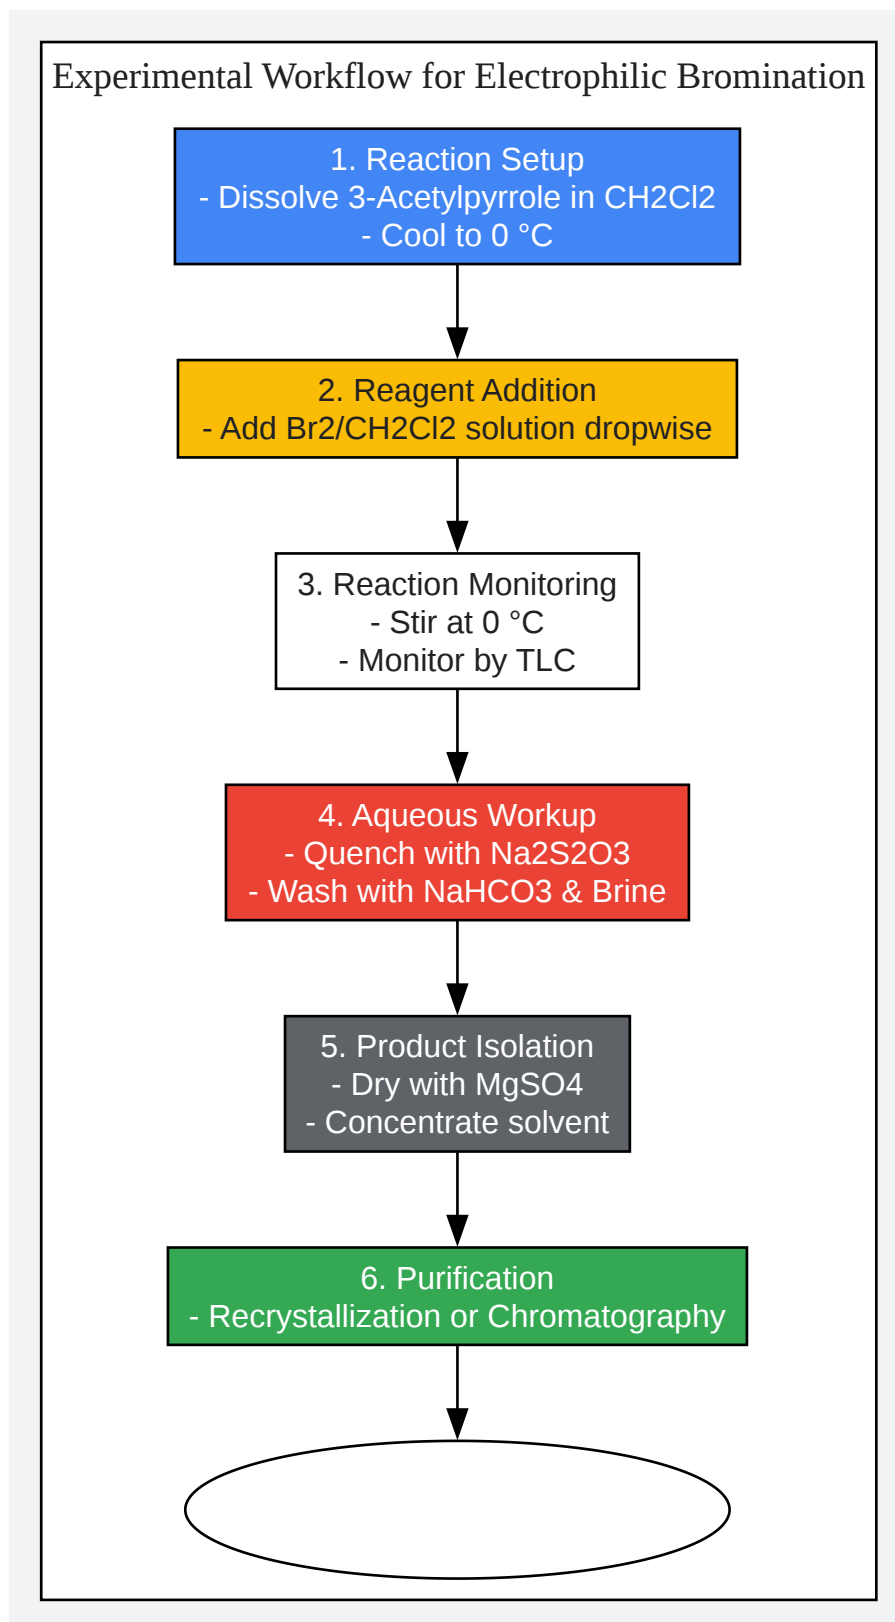 Experimental Workflow for Electrophilic Bromination
1. Reaction Setup
- Dissolve 3-Acetylpyrrole in CH2Cl2
- Cool to 0 °C
2. Reagent Addition
- Add Br2/CH2Cl2 solution dropwise
3. Reaction Monitoring
- Stir at 0 °C
- Monitor by TLC
4. Aqueous Workup
- Quench with Na2S2O3
- Wash with NaHCO3 & Brine
5. Product Isolation
- Dry with MgSO4
- Concentrate solvent
6. Purification
- Recrystallization or Chromatography